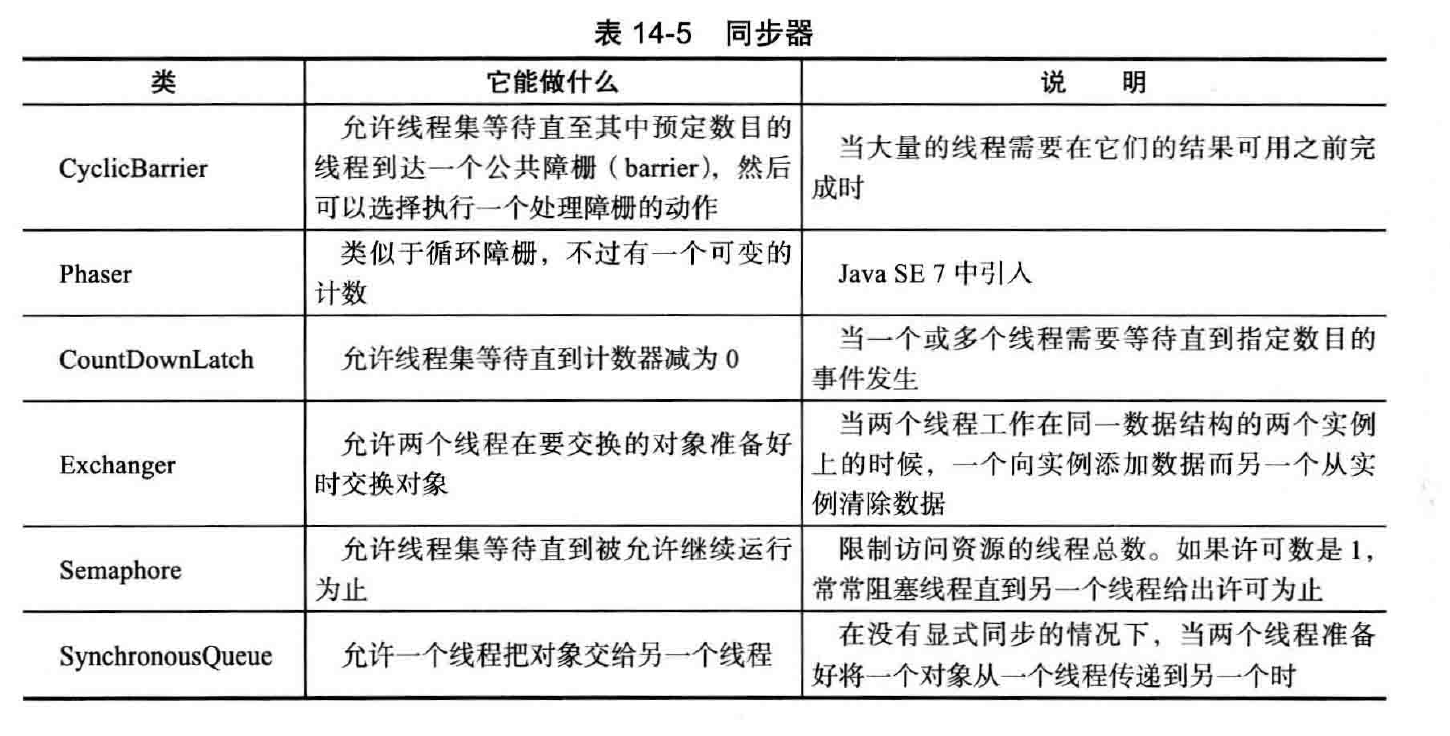 表 14-5 同步器
类 它能做什么 说 明
CyclicBarrier
允许线程集等待直至其中预定数目的
线程到达一个公共障栅（barrier），然后
可以选择执行一个处理障栅的动作
当大量的线程需要在它们的结果可用之前完
成时
Phaser
类似于循环障栅，不过有一个可变的
计数
Java SE 7 中引入
CountDownLatch
允许线程集等待直到计数器减为 0
当一个或多个线程需要等待直到指定数目的
事件发生
Exchanger
允许两个线程在要交换的对象准备好
时交换对象
当两个线程工作在同一数据结构的两个实例
上的时候，一个向实例添加数据而另一个从实
例清除数据
Semaphore
允许线程集等待直到被允许继续运行
为止
限制访问资源的线程总数。如果许可数是 1，
常常阻塞线程直到另一个线程给出许可为止
SynchronousQueue
允许一个线程把对象交给另一个线程
在没有显式同步的情况下，当两个线程准备
好将一个对象从一个线程传递到另一个时